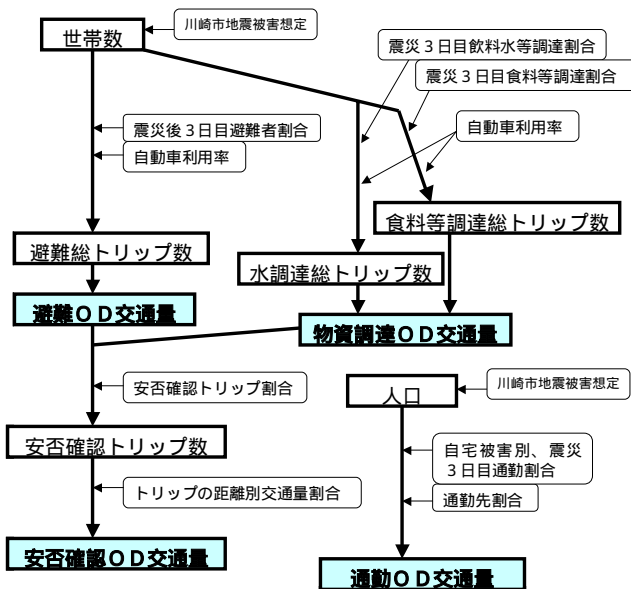 川崎市地震被害想定
世帯数
震災３日目飲料水等調達割合
震災３日目食料等調達割合
震災後３日目避難者割合
自動車利用率
自動車利用率
食料等調達総トリップ数
避難総トリップ数
水調達総トリップ数
避難ＯＤ交通量
物資調達ＯＤ交通量
安否確認トリップ割合
川崎市地震被害想定
人口
安否確認トリップ数
自宅被害別、震災
３日目通勤割合
トリップの距離別交通量割合
通勤先割合
安否確認ＯＤ交通量
通勤ＯＤ交通量